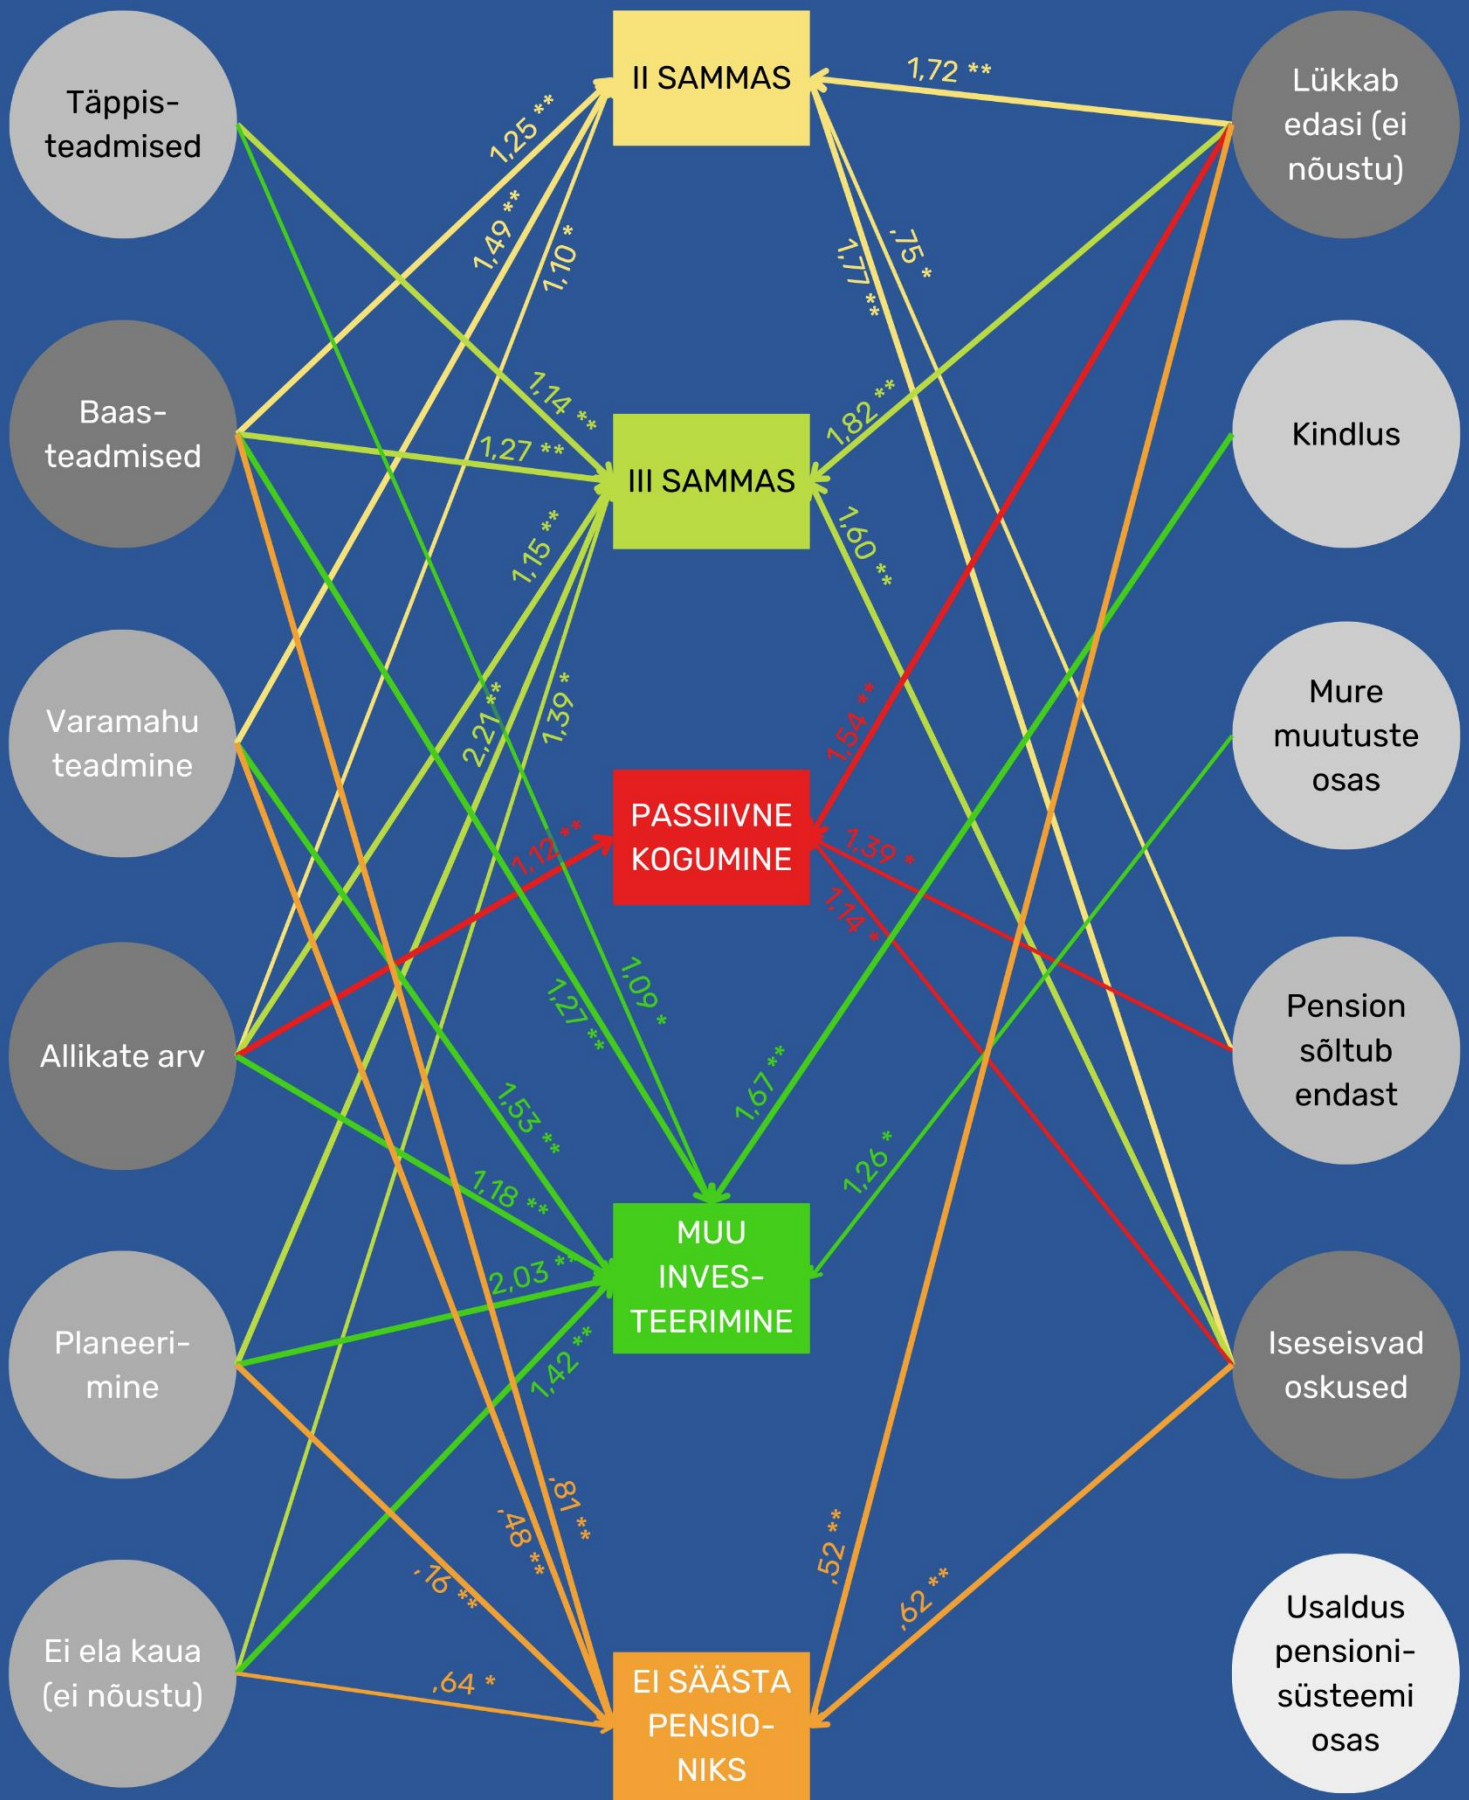 Täppis-
teadmised
Baas-
teadmised
Varamahu
teadmine
Allikate arv
Planeeri-
mine
Ei ela kaua
(ei nõustu)
1,25 **
1,49 **
1,10 *
1,14 **
1,27 **
1,15 **
2,21 **
1,39 *
1,12 **
1,09 *
1,27 **
1,53 **
1,18 **
2,03 **
1,42 **
,81 **
,48 **
,16 **
,64 *
II SAMMAS
III SAMMAS
PASSIIVNE
KOGUMINE
MUU
INVES-
TEERIMINE
EI SÄÄSTA
PENSIO-
NIKS
1,72 **
,75 *
1,77 **
1,82 **
1,60 **
1,54 **
1,39 *
1,14 *
1,67 **
1,26 *
,52 **
,62 **
Lükkab
edasi (ei
nõustu)
Kindlus
Mure
muutuste
osas
Pension
sõltub
endast
Iseseisvad
oskused
Usaldus
pensioni-
süsteemi
osas